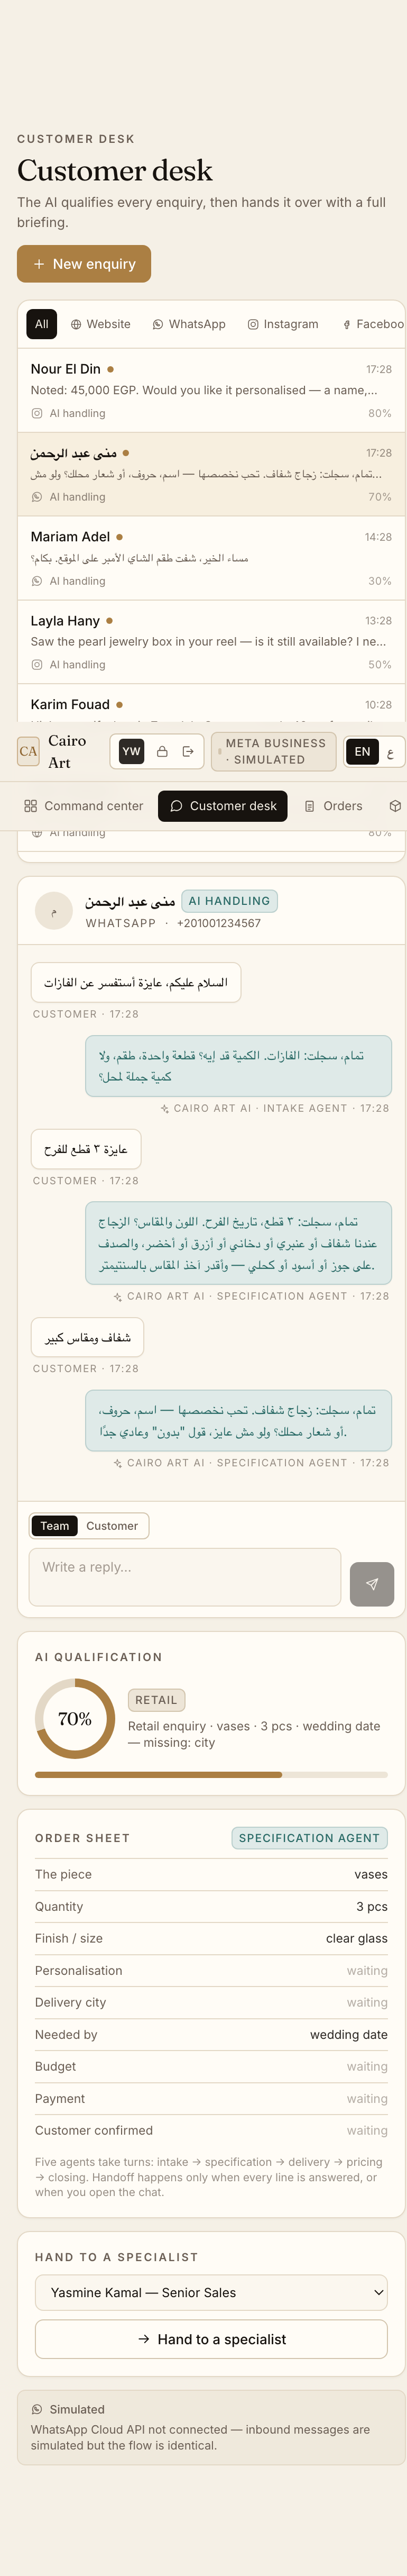 CUSTOMER DESK
Customer desk
The AI qualifies every enquiry, then hands it over with a full
briefing.
+ New enquiry
All Website WhatsApp Instagram Faceboo
Nour El Din 17:28
Noted: 45,000 EGP. Would you like it personalised — a name,…
AI handling 80%
منى عبد الرحمن 17:28
تمام، سجلت: زجاج شفاف. تحب نخصصها — اسم، حروف، أو شعار محلك؟ ولو مش…
AI handling 70%
Mariam Adel 14:28
مساء الخير، شفت طقم الشاي الأمبر على الموقع. بكام؟
AI handling 30%
Layla Hany 13:28
Saw the pearl jewelry box in your reel — is it still available? I ne…
AI handling 50%
Karim Fouad 10:28
CA Cairo Art YW META BUSINESS · SIMULATED EN ع
Command center Customer desk Orders
AI handling 80%
م منى عبد الرحمن AI HANDLING
WHATSAPP · +201001234567
السلام عليكم، عايزة أستفسر عن الفازات
CUSTOMER · 17:28
تمام، سجلت: الفازات. الكمية قد إيه؟ قطعة واحدة، طقم، ولا
كمية جملة لمحل؟
CAIRO ART AI · INTAKE AGENT · 17:28
عايزة ٣ قطع للفرح
CUSTOMER · 17:28
تمام، سجلت: ٣ قطع، تاريخ الفرح. اللون والمقاس؟ الزجاج
عندنا شفاف أو عنبري أو دخاني أو أزرق أو أخضر، والصدف
على جوز أو أسود أو كحلي — وأقدر آخذ المقاس بالسنتيمتر.
CAIRO ART AI · SPECIFICATION AGENT · 17:28
شفاف ومقاس كبير
CUSTOMER · 17:28
تمام، سجلت: زجاج شفاف. تحب نخصصها — اسم، حروف،
أو شعار محلك؟ ولو مش عايز، قول "بدون" وعادي جدًا.
CAIRO ART AI · SPECIFICATION AGENT · 17:28
Team Customer
Write a reply…
AI QUALIFICATION
70%
RETAIL
Retail enquiry · vases · 3 pcs · wedding date
— missing: city
ORDER SHEET SPECIFICATION AGENT
The piece vases
Quantity 3 pcs
Finish / size clear glass
Personalisation waiting
Delivery city waiting
Needed by wedding date
Budget waiting
Payment waiting
Customer confirmed waiting
Five agents take turns: intake → specification → delivery → pricing
→ closing. Handoff happens only when every line is answered, or
when you open the chat.
HAND TO A SPECIALIST
Yasmine Kamal — Senior Sales
→ Hand to a specialist
Simulated
WhatsApp Cloud API not connected — inbound messages are
simulated but the flow is identical.